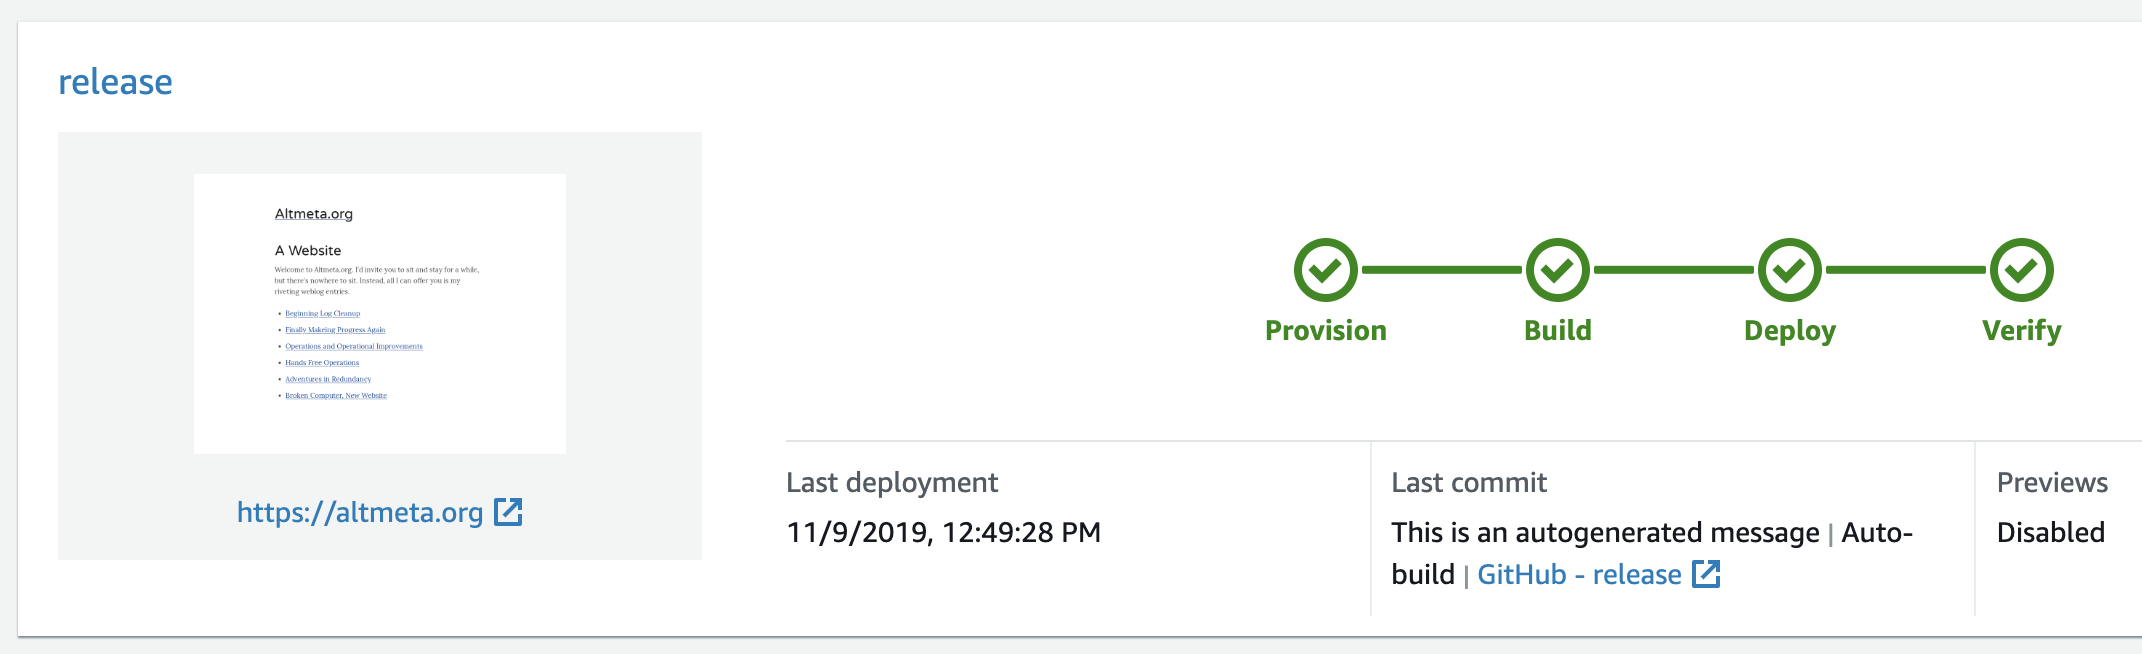 release
Altmeta.org
A Website
Welcome to Altmeta.org. I'd invite you to sit and stay for a while,
but there's nowhere to sit. Instead, all I can offer you is my
riveting weblog entries.
• Beginning Log Cleanup
• Finally Makeing Progress Again
• Operations and Operational Improvements
• Hands Free Operations
• Adventures in Redundancy
• Broken Computer, New Website
https://altmeta.org
Provision
Build
Deploy
Verify
Last deployment
11/9/2019, 12:49:28 PM
Last commit
This is an autogenerated message | Auto-
build | GitHub - release
Previews
Disabled